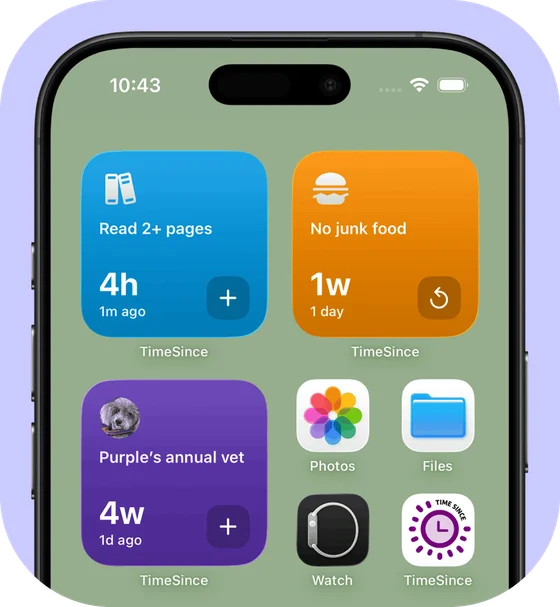 10:43
Read 2+ pages
4h
1m ago
TimeSince
No junk food
1w
1 day
TimeSince
Purple’s annual vet
4w
1d ago
TimeSince
Photos
Files
Watch
TIME SINCE
TimeSince